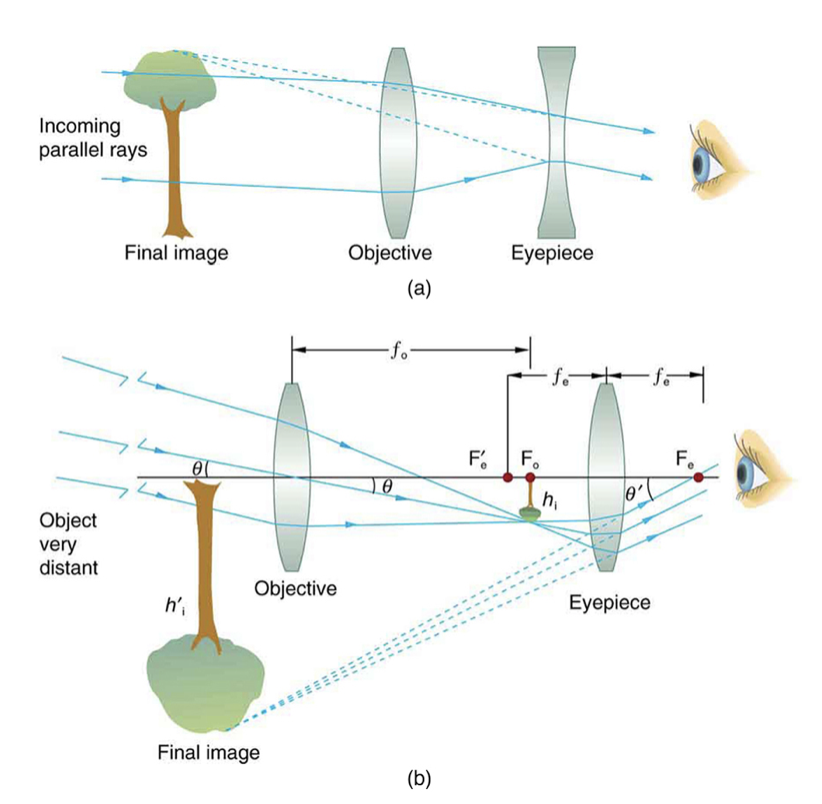 Incoming
parallel rays
Final image
Objective
Eyepiece
(a)
fₒ
fₑ
fₑ
F′ₑ
Fₒ
Fₑ
θ
θ
hᵢ
θ′
Object
very
distant
Objective
Eyepiece
h′ᵢ
Final image
(b)